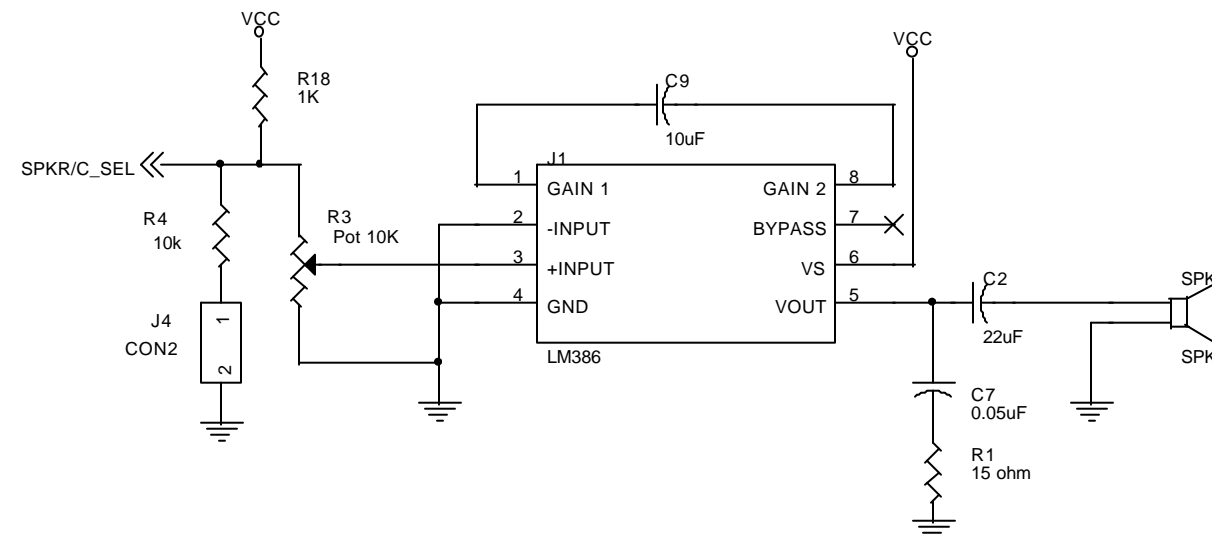 VCC
R18
1K
SPKR/C_SEL
R4
10k
J4
CON2
1
2
R3
Pot 10K
C9
10uF
J1
1
GAIN 1
2
-INPUT
3
+INPUT
4
GND
LM386
GAIN 2
8
BYPASS
7
VS
6
VOUT
5
VCC
C2
22uF
C7
0.05uF
R1
15 ohm
SPK
SPK